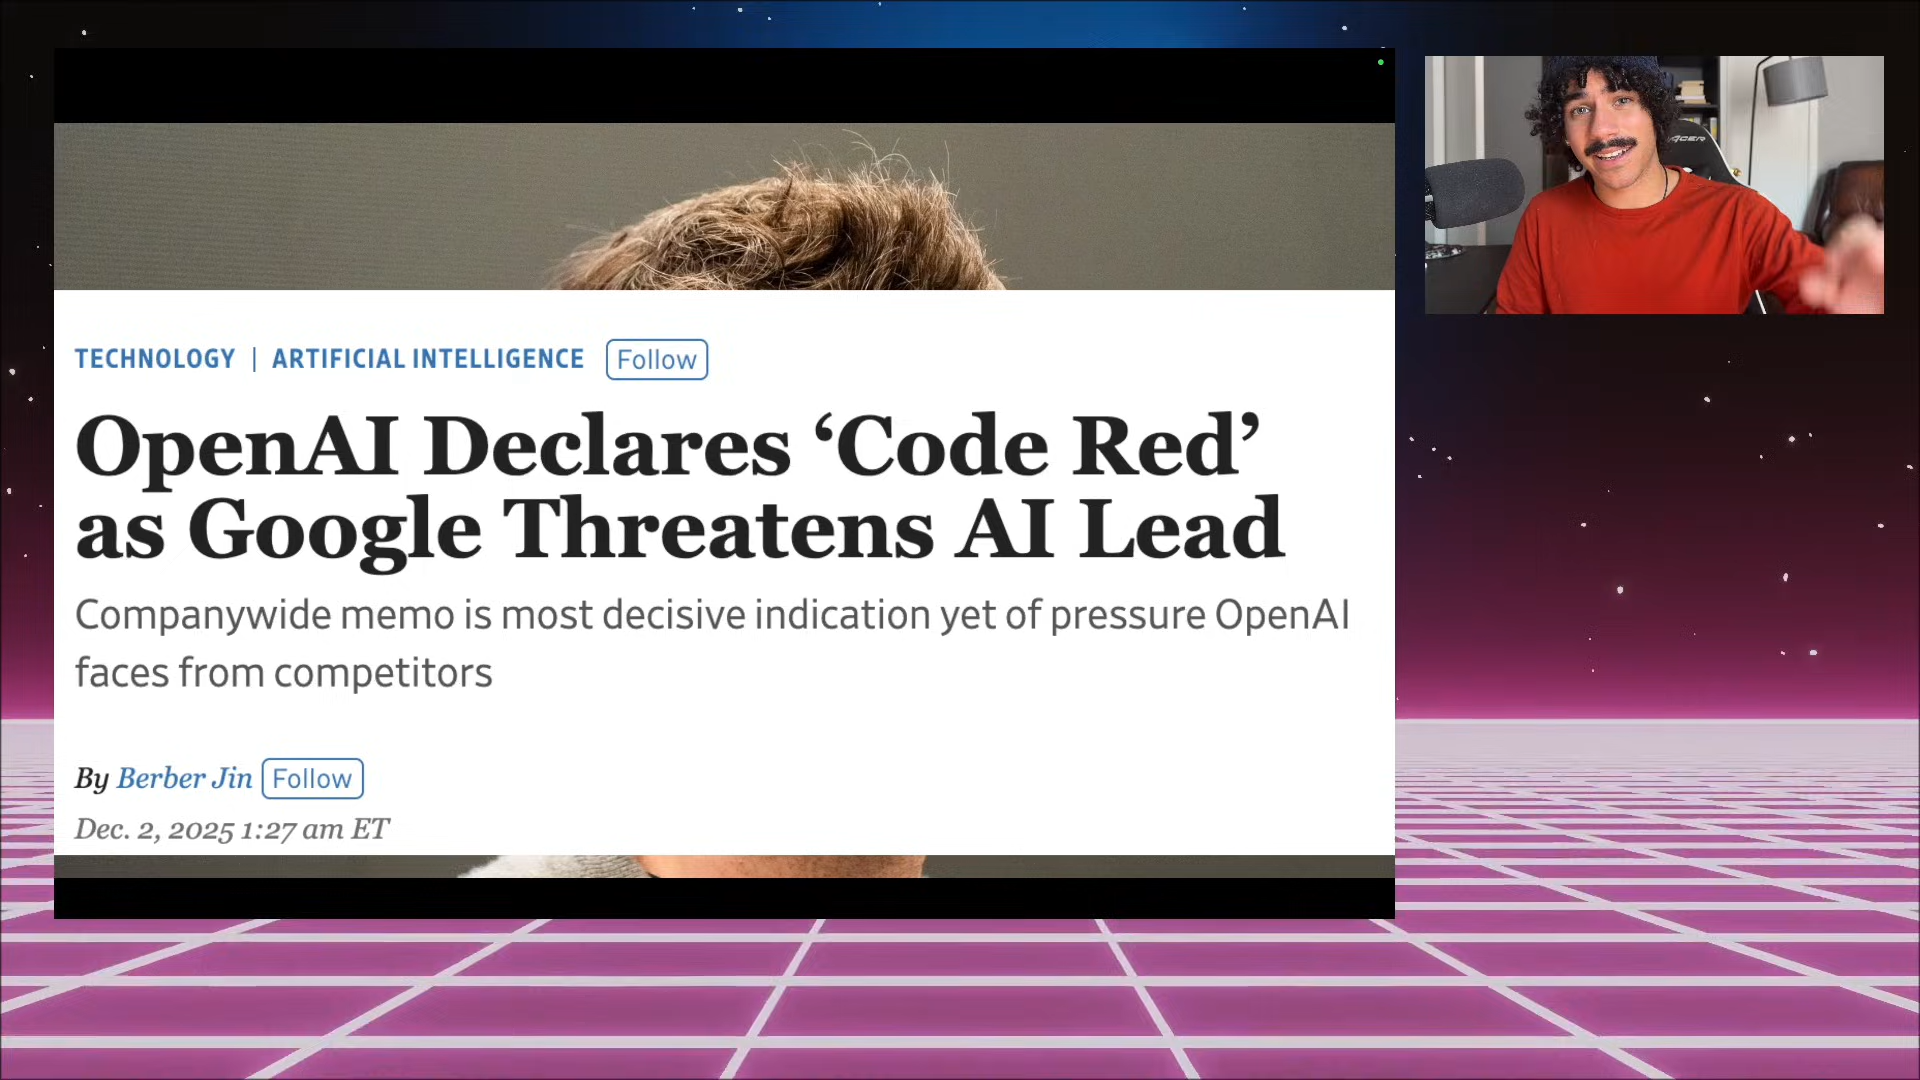 TECHNOLOGY | ARTIFICIAL INTELLIGENCE Follow
OpenAI Declares ‘Code Red’
as Google Threatens AI Lead
Companywide memo is most decisive indication yet of pressure OpenAI
faces from competitors
By Berber Jin Follow
Dec. 2, 2025 1:27 am ET
acer